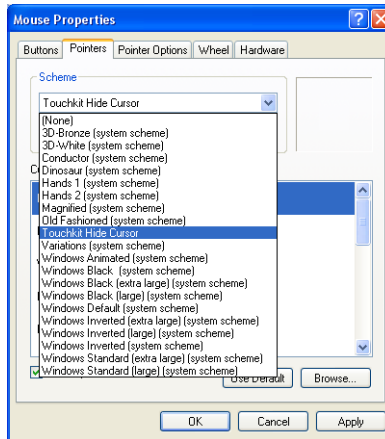 Mouse Properties
Buttons Pointers Pointer Options Wheel Hardware
Scheme
Touchkit Hide Cursor
(None)
3D-Bronze (system scheme)
3D-White (system scheme)
Conductor (system scheme)
Dinosaur (system scheme)
Hands 1 (system scheme)
Hands 2 (system scheme)
Magnified (system scheme)
Old Fashioned (system scheme)
Touchkit Hide Cursor
Variations (system scheme)
Windows Animated (system scheme)
Windows Black (system scheme)
Windows Black (extra large) (system scheme)
Windows Black (large) (system scheme)
Windows Default (system scheme)
Windows Inverted (extra large) (system scheme)
Windows Inverted (large) (system scheme)
Windows Inverted (system scheme)
Windows Standard (extra large) (system scheme)
Windows Standard (large) (system scheme)
Use Default Browse...
OK Cancel Apply